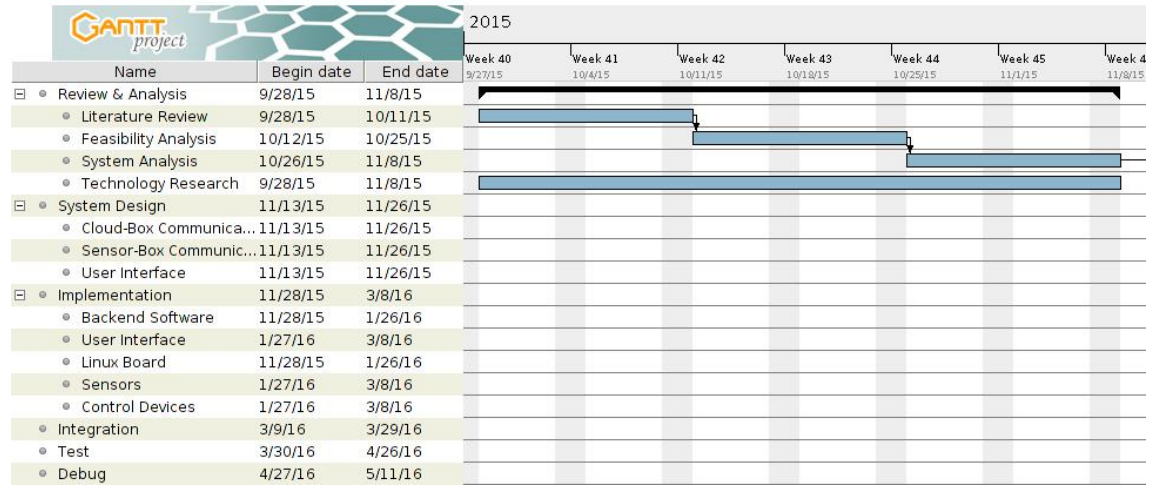 GANTT
project
2015
Week 40 Week 41 Week 42 Week 43 Week 44 Week 45 Week 4
9/27/15 10/4/15 10/11/15 10/18/15 10/25/15 11/1/15 11/8/15
Name Begin date End date
Review & Analysis 9/28/15 11/8/15
Literature Review 9/28/15 10/11/15
Feasibility Analysis 10/12/15 10/25/15
System Analysis 10/26/15 11/8/15
Technology Research 9/28/15 11/8/15
System Design 11/13/15 11/26/15
Cloud-Box Communica... 11/13/15 11/26/15
Sensor-Box Communic... 11/13/15 11/26/15
User Interface 11/13/15 11/26/15
Implementation 11/28/15 3/8/16
Backend Software 11/28/15 1/26/16
User Interface 1/27/16 3/8/16
Linux Board 11/28/15 1/26/16
Sensors 1/27/16 3/8/16
Control Devices 1/27/16 3/8/16
Integration 3/9/16 3/29/16
Test 3/30/16 4/26/16
Debug 4/27/16 5/11/16